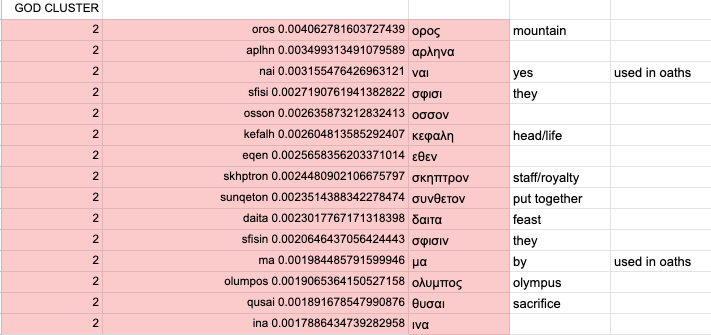 GOD CLUSTER
2 oros 0.004062781603727439 ορος mountain
2 aplhn 0.003499313491079589 αρληνα
2 nai 0.003155476426963121 ναι yes used in oaths
2 sfisi 0.0027190761941382822 σφισι they
2 osson 0.002635873212832413 οσσον
2 kefalh 0.002604813585292407 κεφαλη head/life
2 eqen 0.0025658356203371014 εθεν
2 skhptron 0.0024480902106675797 σκηπτρον staff/royalty
2 sunqeton 0.0023514388342278474 συνθετον put together
2 daita 0.0023017767171318398 δαιτα feast
2 sfisin 0.0020646437056424443 σφισιν they
2 ma 0.001984485791599946 μα by used in oaths
2 olumpos 0.0019065364150527158 ολυμπος olympus
2 qusai 0.001891678547990876 θυσαι sacrifice
2 ina 0.0017886434739282958 ινα